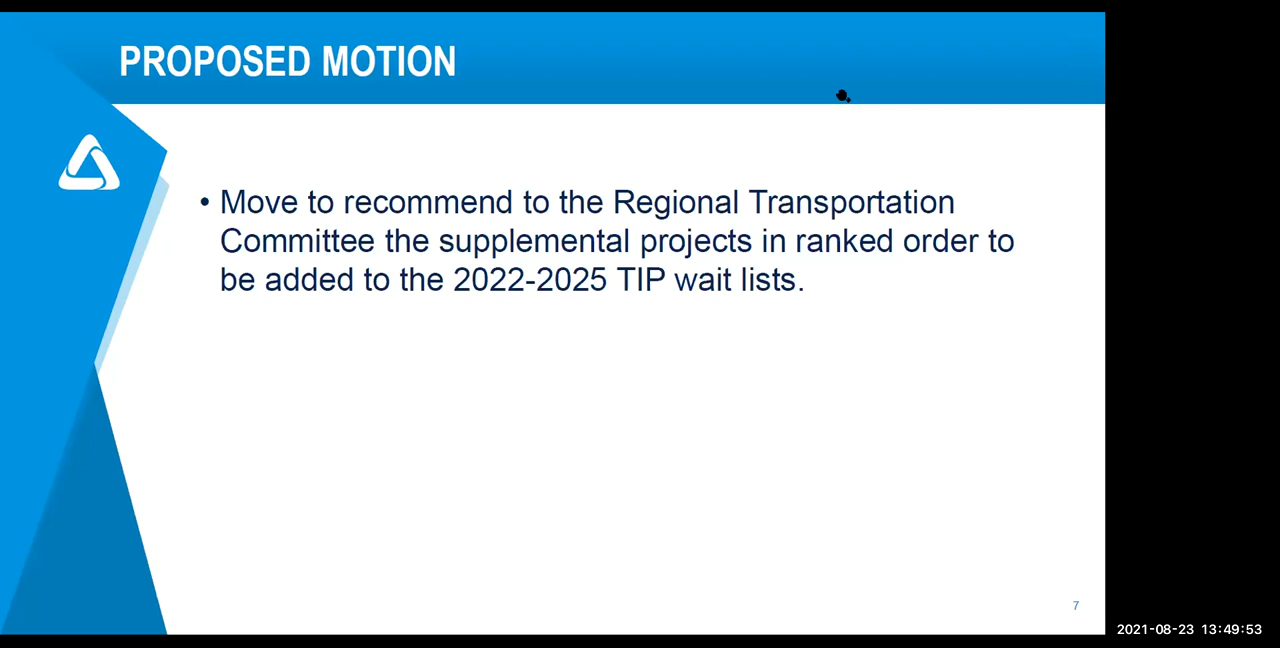 PROPOSED MOTION
• Move to recommend to the Regional Transportation
Committee the supplemental projects in ranked order to
be added to the 2022-2025 TIP wait lists.
7
2021-08-23 13:49:53